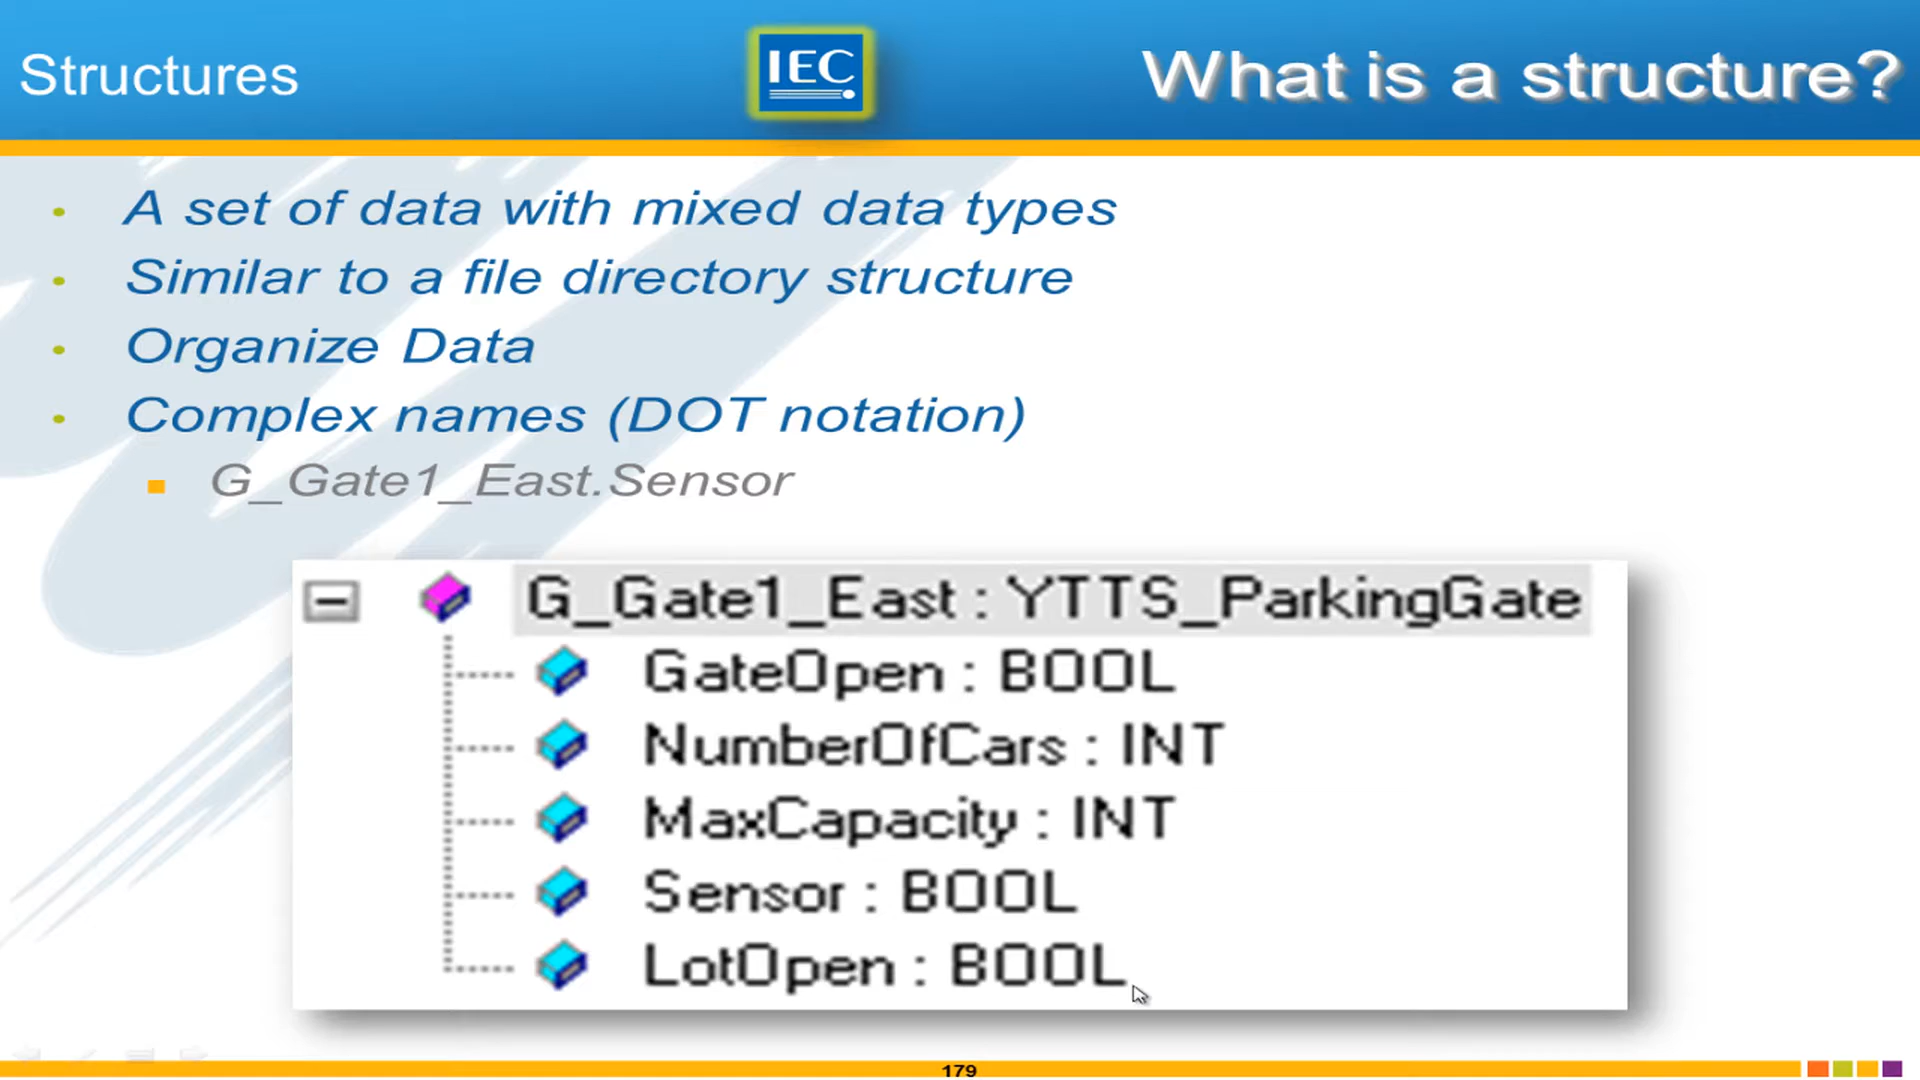 Structures
IEC
What is a structure?
• A set of data with mixed data types
• Similar to a file directory structure
• Organize Data
• Complex names (DOT notation)
G_Gate1_East.Sensor
G_Gate1_East : YTTS_ParkingGate
GateOpen : BOOL
NumberOfCars : INT
MaxCapacity : INT
Sensor : BOOL
LotOpen : BOOL
179